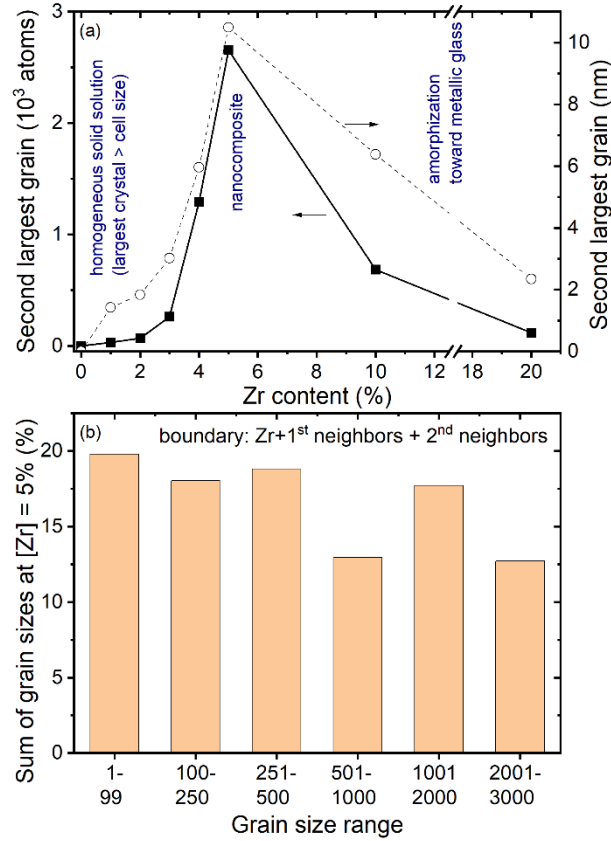 (a)
3
2
1
0
Second largest grain (10³ atoms)
homogeneous solid solution
(largest crystal > cell size)
nanocomposite
amorphization
toward metallic glass
10
8
6
4
2
0
Second largest grain (nm)
0 2 4 6 8 10 12 18 20
Zr content (%)
(b)
boundary: Zr+1st neighbors + 2nd neighbors
20
15
10
5
0
Sum of grain sizes at [Zr] = 5% (%)
1- 100- 251- 501- 1001 2001-
99 250 500 1000 2000 3000
Grain size range